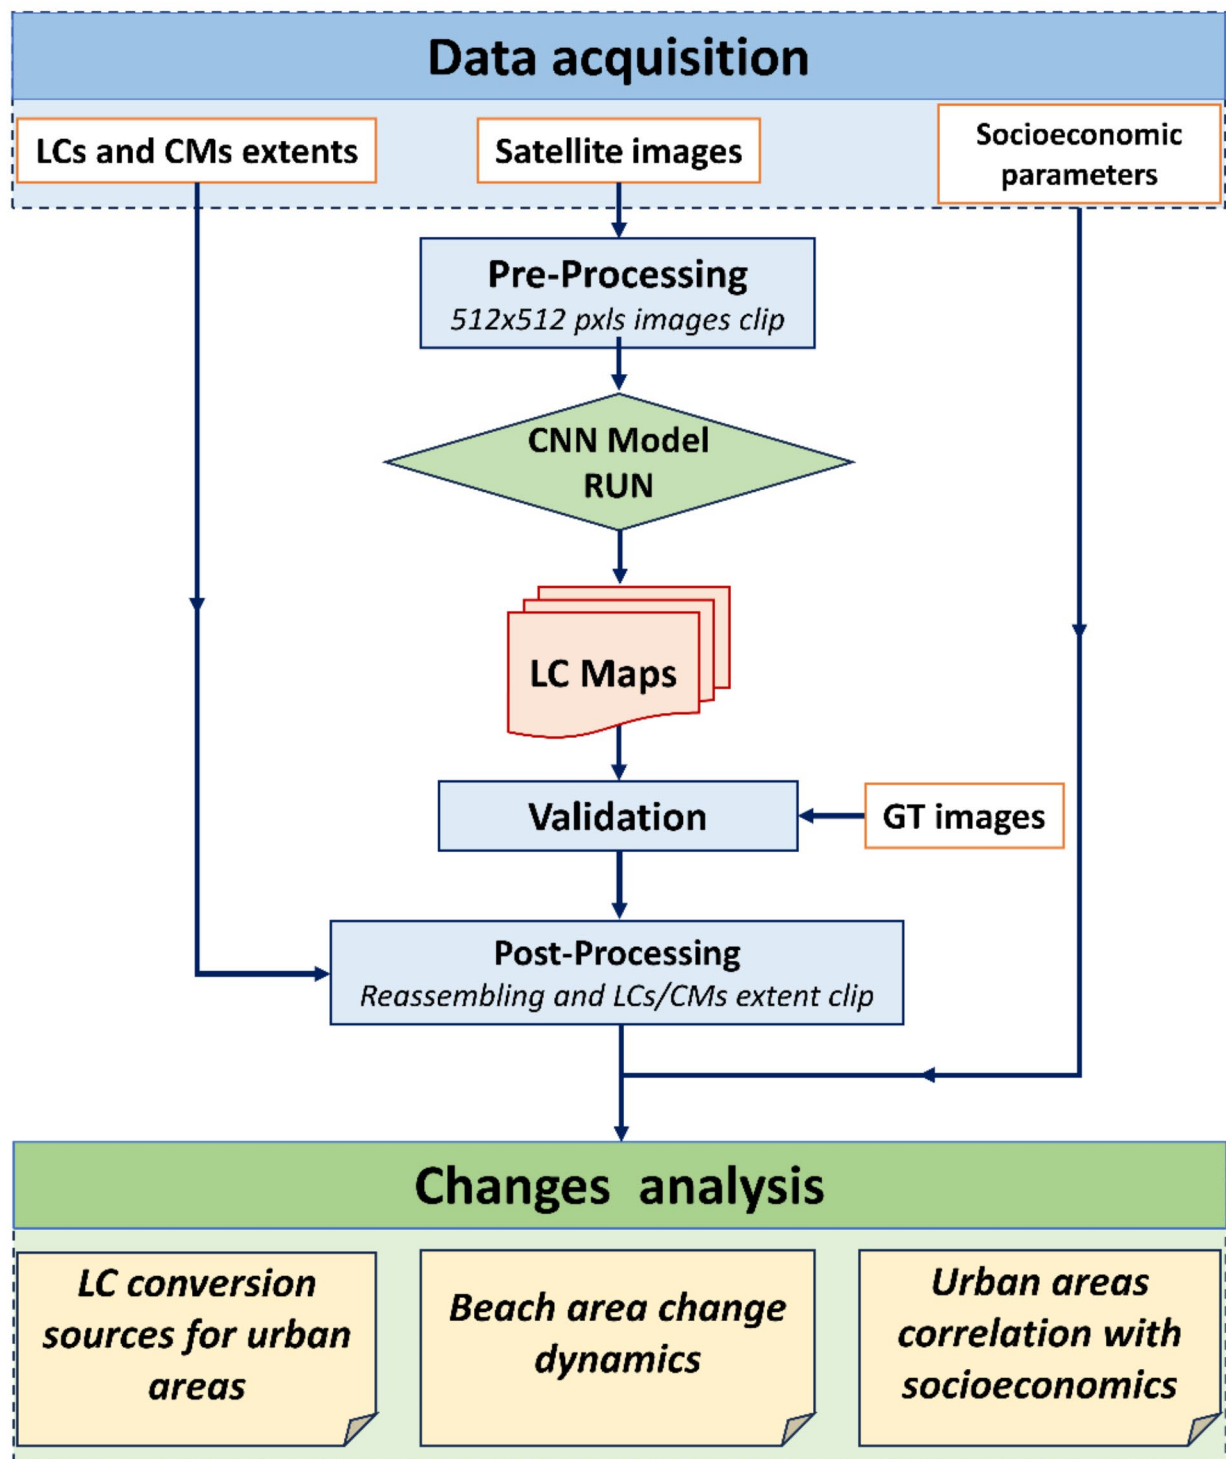 Data acquisition
LCs and CMs extents
Satellite images
Socioeconomic
parameters
Pre-Processing
512x512 pxls images clip
CNN Model
RUN
LC Maps
Validation
GT images
Post-Processing
Reassembling and LCs/CMs extent clip
Changes analysis
LC conversion
sources for urban
areas
Beach area change
dynamics
Urban areas
correlation with
socioeconomics